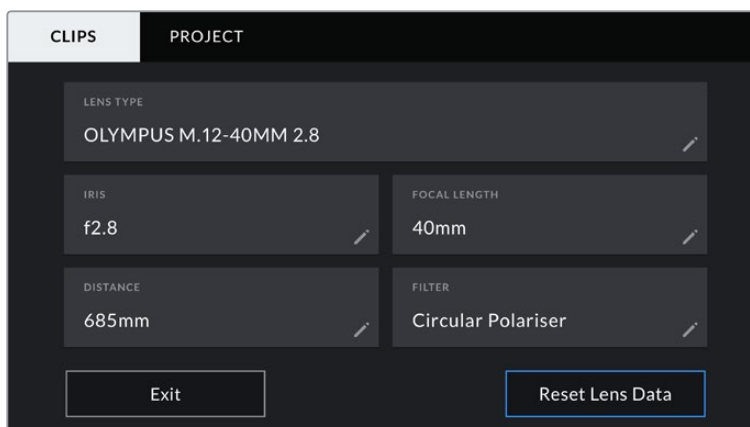 CLIPS
PROJECT
LENS TYPE
OLYMPUS M.12-40MM 2.8
IRIS
f2.8
FOCAL LENGTH
40mm
DISTANCE
685mm
FILTER
Circular Polariser
Exit
Reset Lens Data